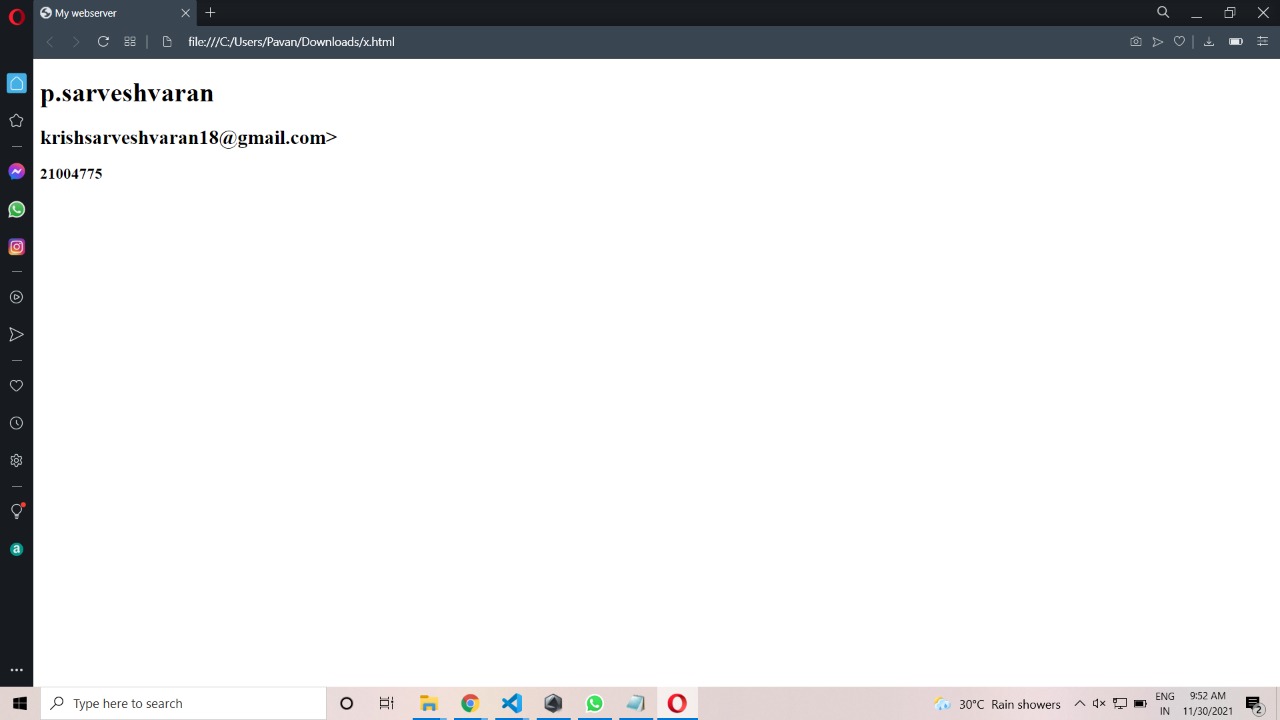 My webserver
file:///C:/Users/Pavan/Downloads/x.html
p.sarveshvaran
krishsarveshvaran18@gmail.com>
21004775
a
Type here to search
30°C Rain showers
ENG
IN
9:52 AM
11/30/2021
2